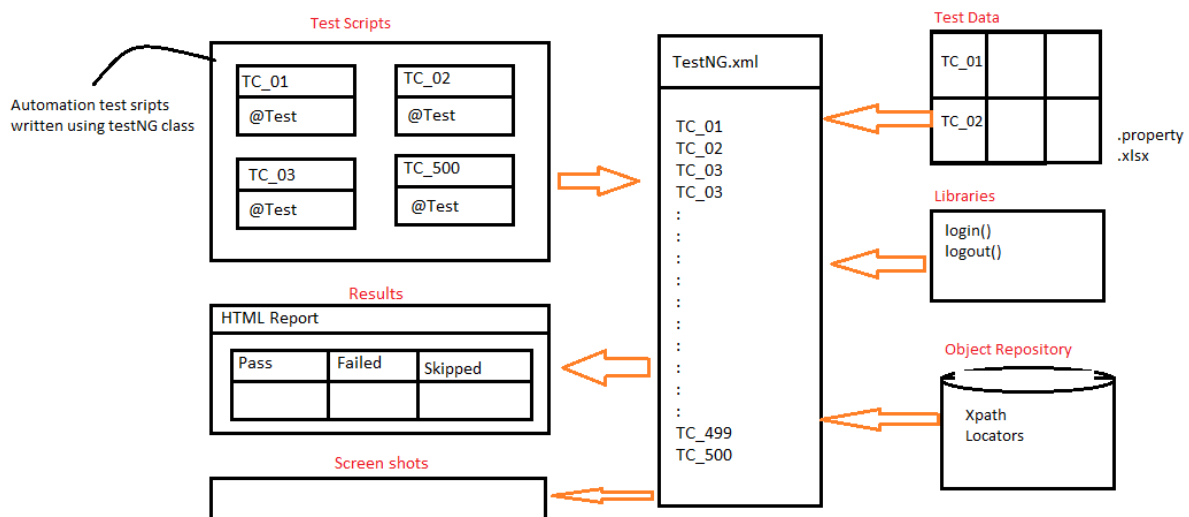 Test Scripts
Automation test sripts
written using testNG class
TC_01
@Test
TC_02
@Test
TC_03
@Test
TC_500
@Test
Results
HTML Report
Pass
Failed
Skipped
Screen shots
TestNG.xml
TC_01
TC_02
TC_03
TC_03
:
:
:
:
:
:
:
:
:
:
TC_499
TC_500
Test Data
TC_01
TC_02
.property
.xlsx
Libraries
login()
logout()
Object Repository
Xpath
Locators